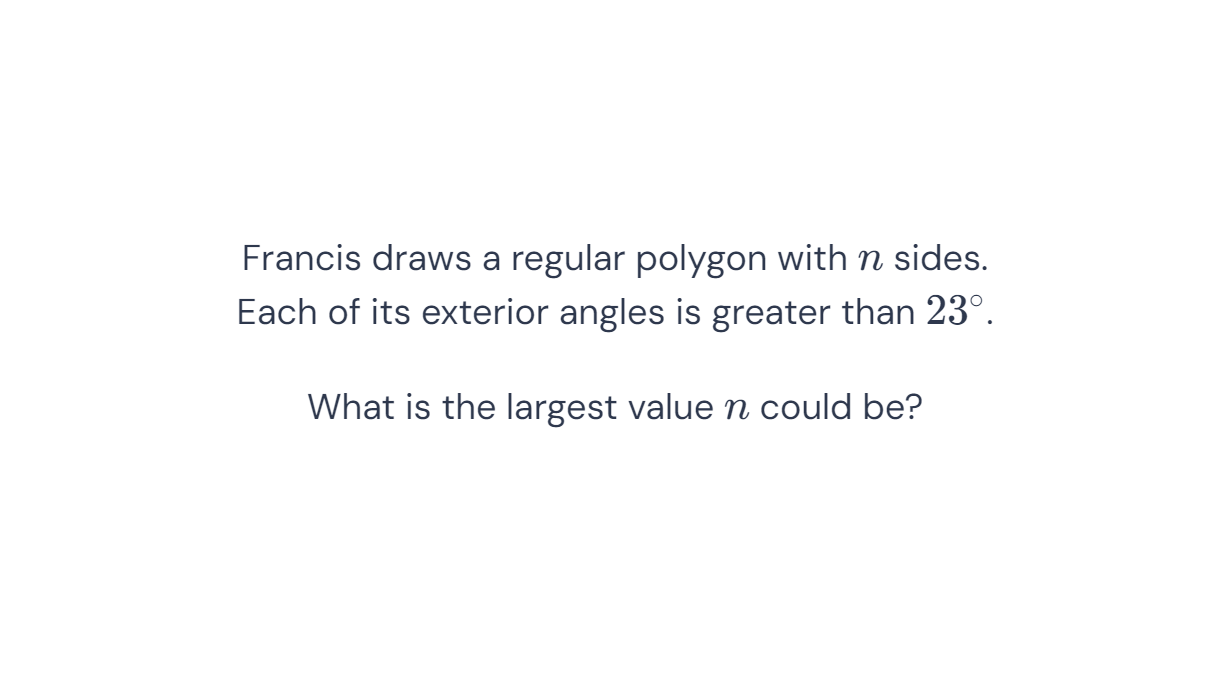 Francis draws a regular polygon with n sides.
Each of its exterior angles is greater than 23°.
What is the largest value n could be?